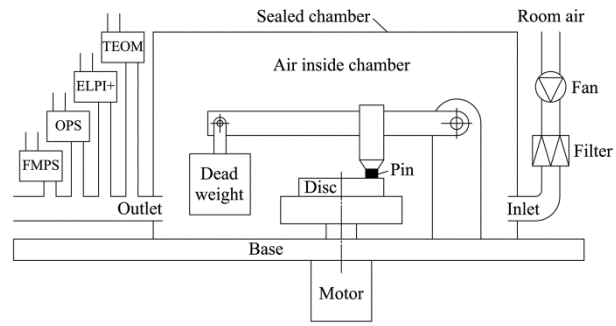 Sealed chamber
Room air
TEOM
Air inside chamber
ELPI+
Fan
OPS
FMPS
Filter
Pin
Dead
weight
Disc
Outlet
Inlet
Base
Motor